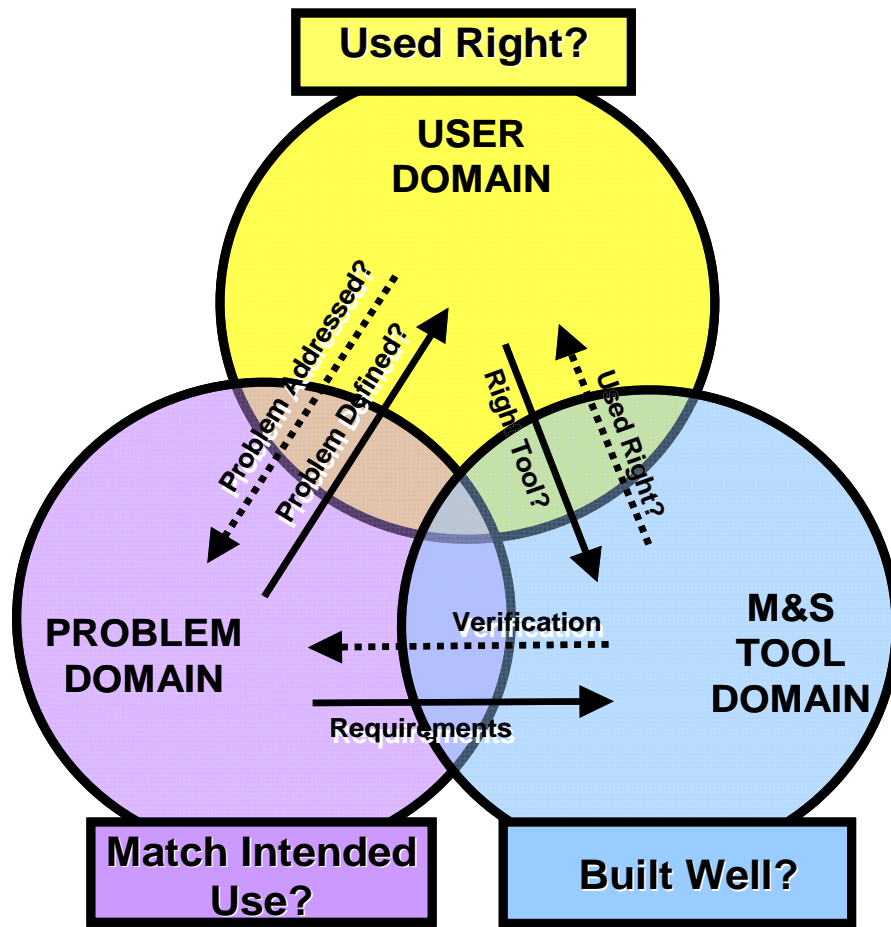 Used Right?
USER
DOMAIN
Problem Addressed?
Problem Defined?
Right Tool?
Used Right?
Verification
PROBLEM
DOMAIN
M&S
TOOL
DOMAIN
Requirements
Match Intended
Use?
Built Well?